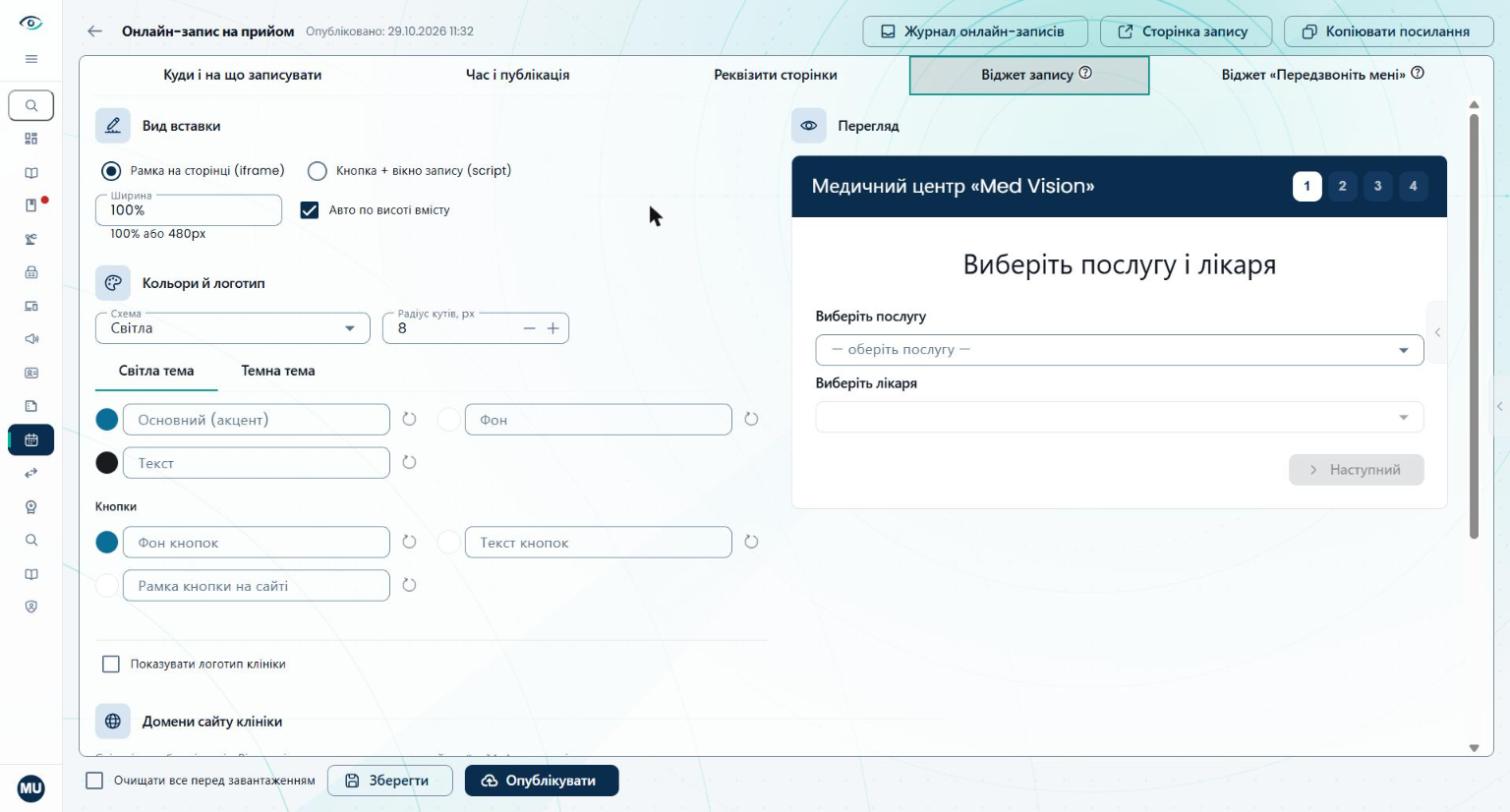 Онлайн-запис на прийом Опубліковано: 29.10.2026 11:32
Журнал онлайн-записів Сторінка запису Копіювати посилання
Куди і на що записувати Час і публікація Реквізити сторінки Віджет запису Віджет «Передзвоніть мені»
Вид вставки
Рамка на сторінці (iframe) Кнопка + вікно запису (script)
Ширина
100% Авто по висоті вмісту
100% або 480px
Кольори й логотип
Схема Радіус кутів, px
Світла 8
Світла тема Темна тема
Основний (акцент) Фон
Текст
Кнопки
Фон кнопок Текст кнопок
Рамка кнопки на сайті
Показувати логотип клініки
Домени сайту клініки
Перегляд
Медичний центр «Med Vision» 1 2 3 4
Виберіть послугу і лікаря
Виберіть послугу
— оберіть послугу —
Виберіть лікаря
Наступний
MU Очищати все перед завантаженням Зберегти Опублікувати